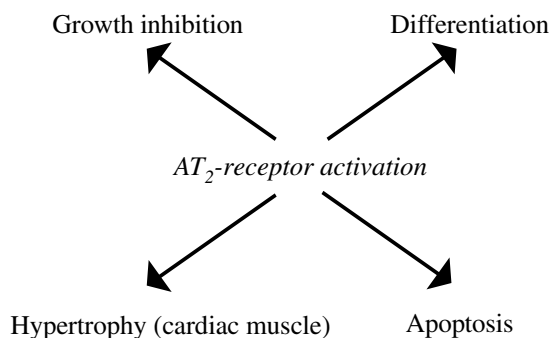 Growth inhibition
Differentiation
AT₂-receptor activation
Hypertrophy (cardiac muscle)
Apoptosis